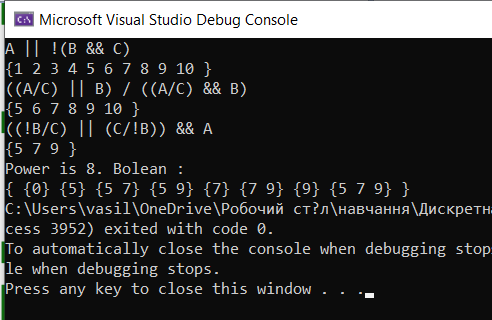 Microsoft Visual Studio Debug Console
A || !(B && C)
{1 2 3 4 5 6 7 8 9 10 }
((A/C) || B) / ((A/C) && B)
{5 6 7 8 9 10 }
((!B/C) || (C/!B)) && A
{5 7 9 }
Power is 8. Bolean :
{ {0} {5} {5 7} {5 9} {7} {7 9} {9} {5 7 9} }
C:\Users\vasil\OneDrive\Робочий ст?л\навчання\Дискретна
cess 3952) exited with code 0.
To automatically close the console when debugging stops
le when debugging stops.
Press any key to close this window . . .